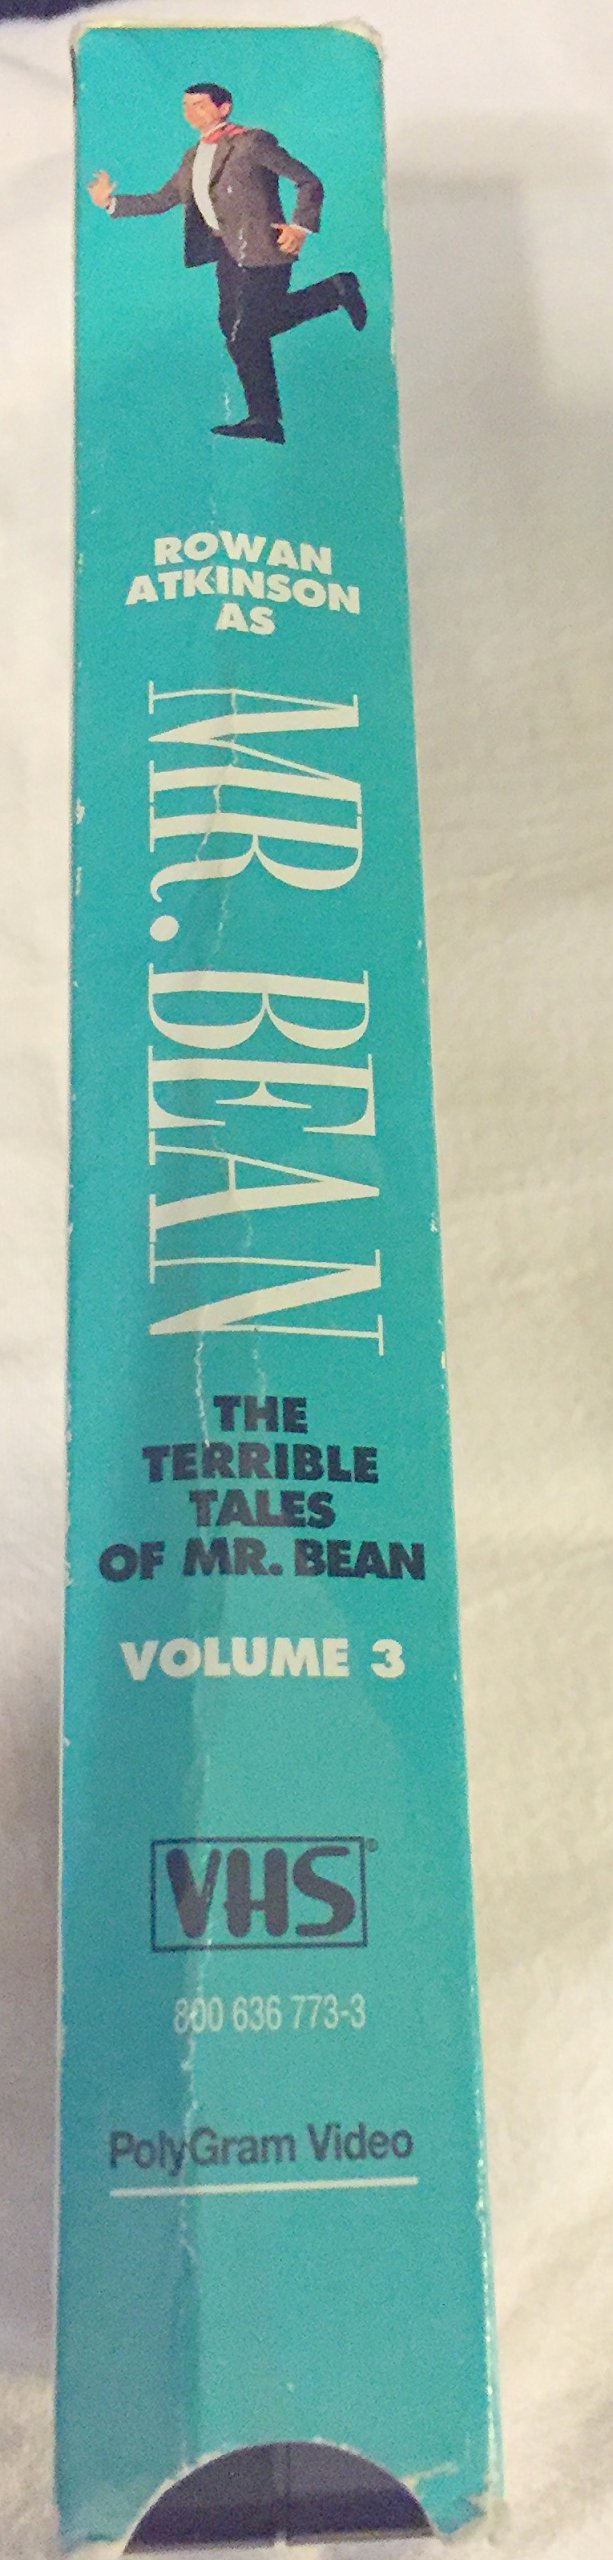 ROWAN
ATKINSON
AS
MR. BEAN
THE
TERRIBLE
TALES
OF MR. BEAN
VOLUME 3
VHS®
800 636 773-3
PolyGram Video